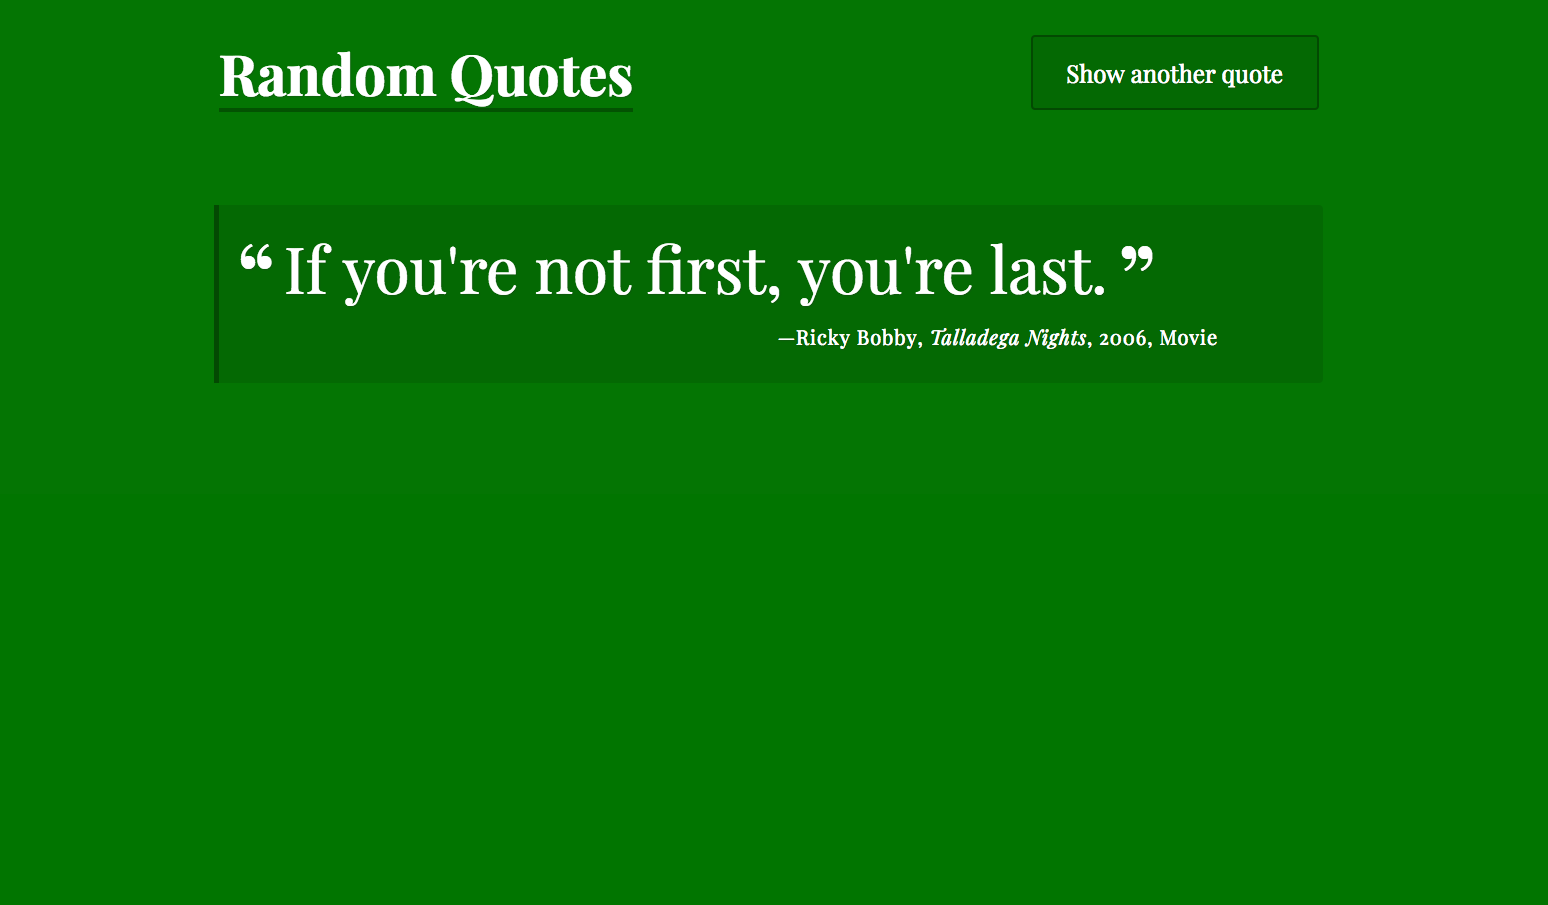 Random Quotes
Show another quote
“ If you're not first, you're last. ”
—Ricky Bobby, Talladega Nights, 2006, Movie